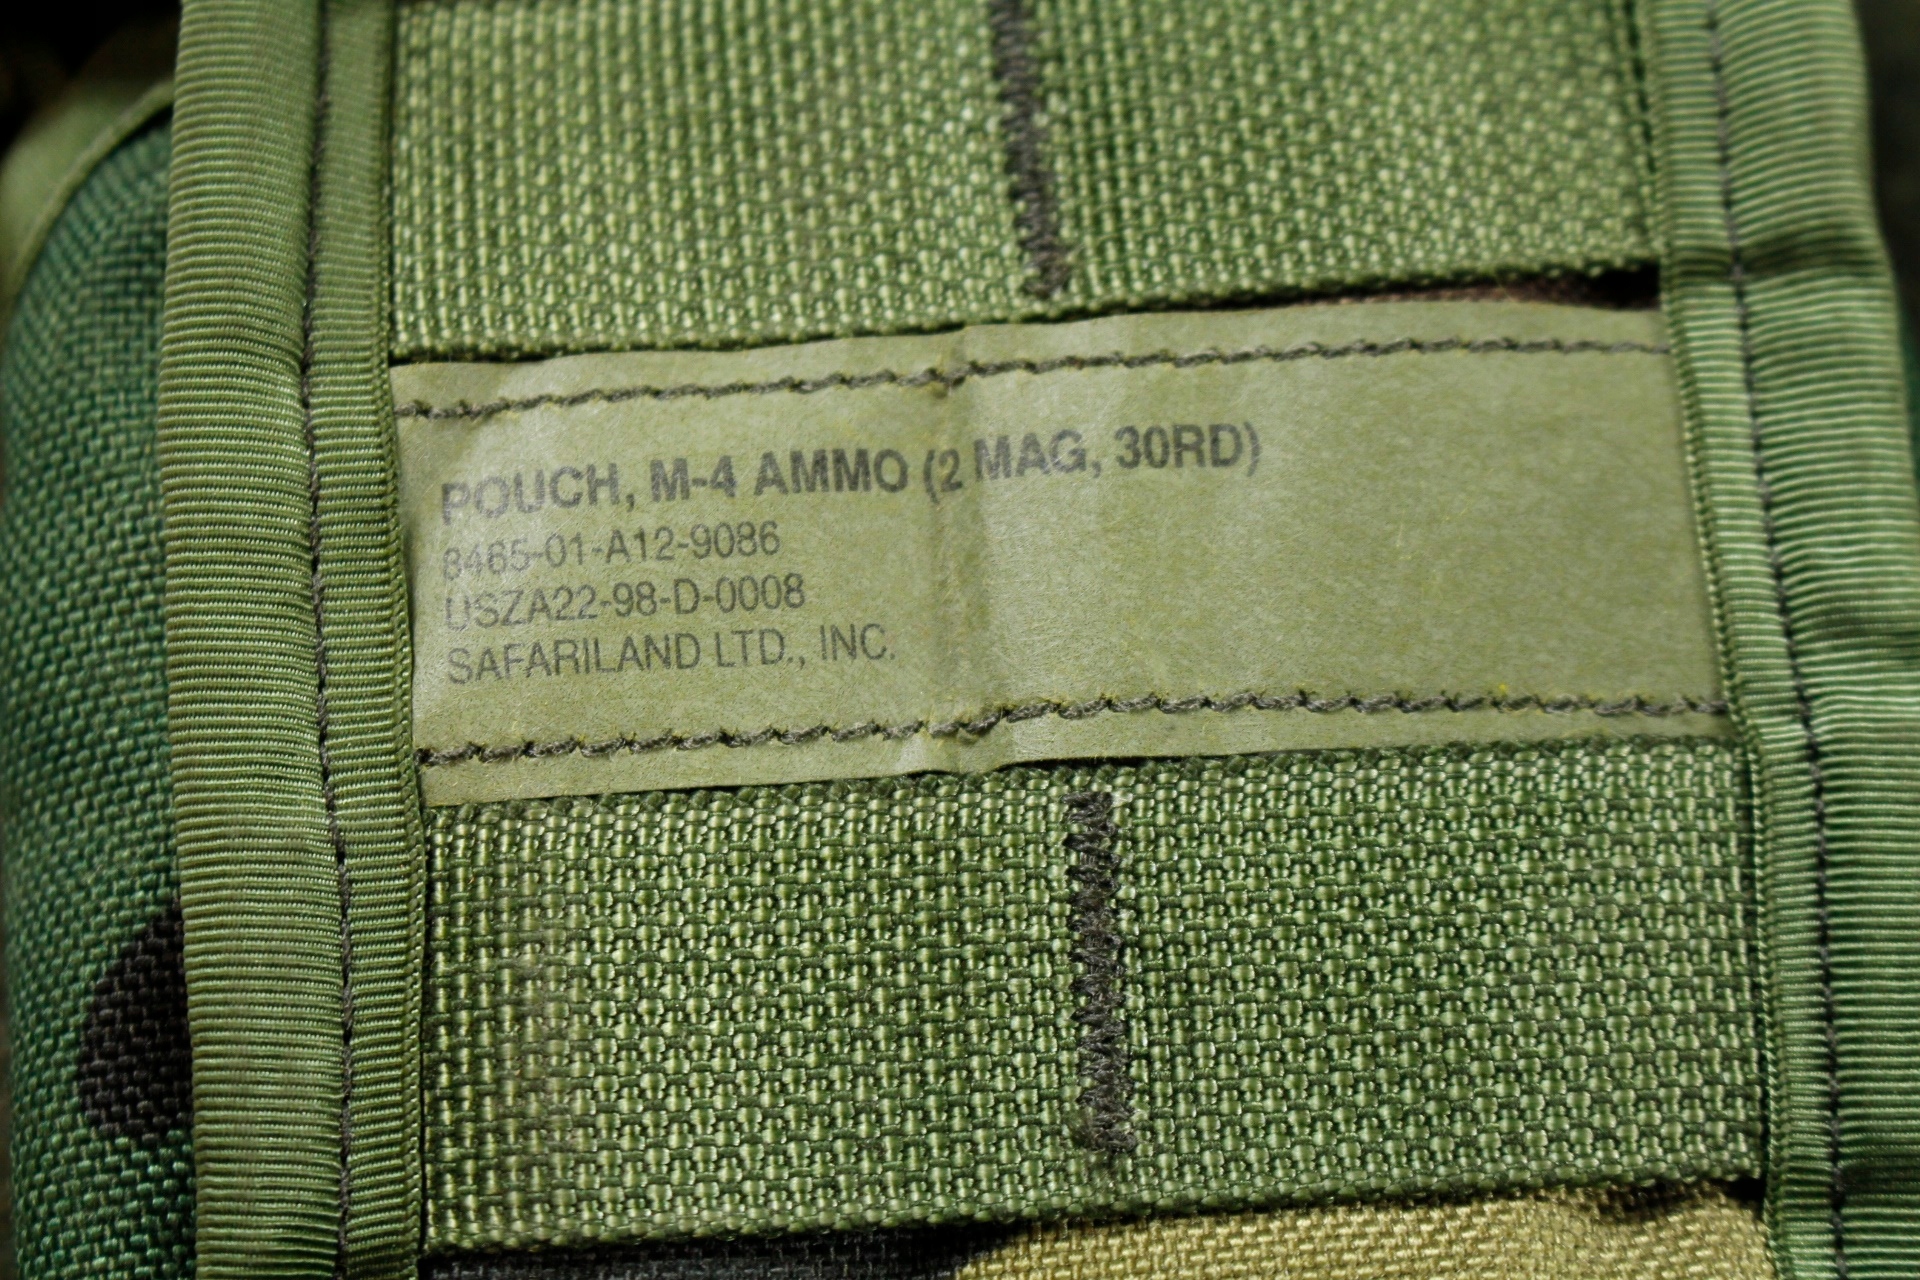 POUCH, M-4 AMMO (2 MAG, 30RD)
8465-01-A12-9086
USZA22-98-D-0008
SAFARILAND LTD., INC.